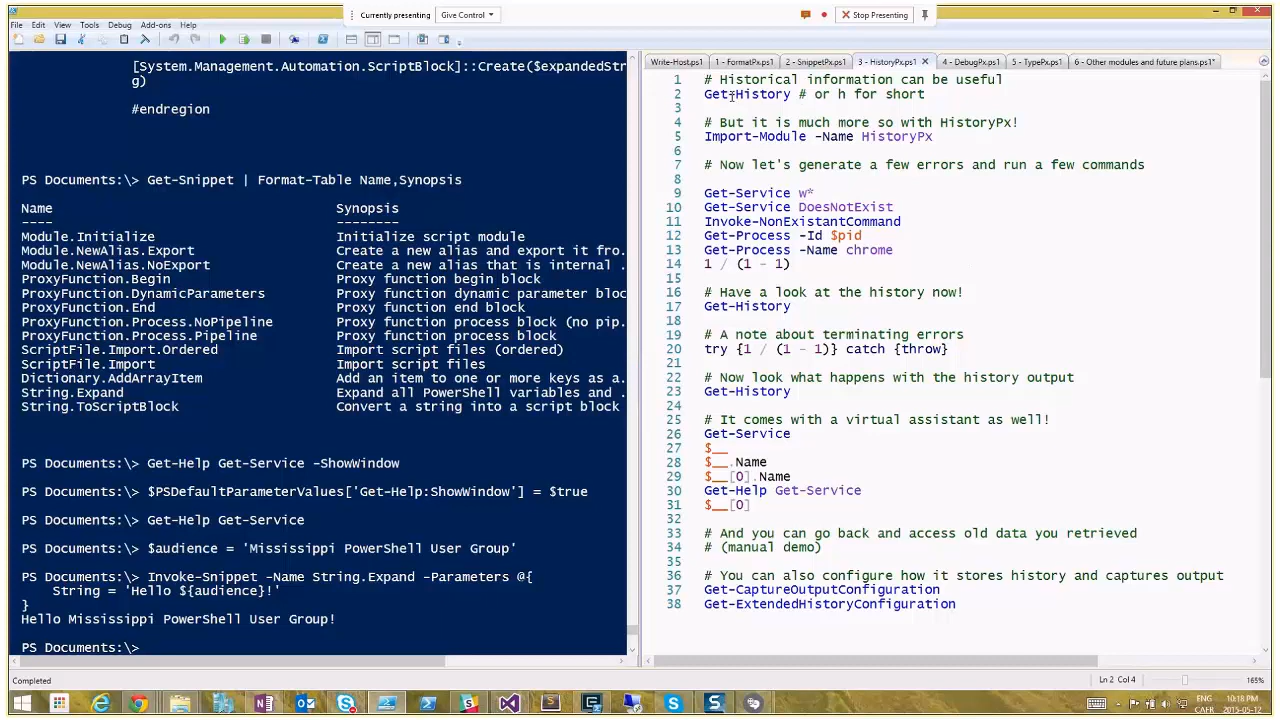 Currently presenting Give Control Stop Presenting
File Edit View Tools Debug Add-ons Help
[System.Management.Automation.ScriptBlock]::Create($expandedStr
g)
#endregion
PS Documents:\> Get-Snippet | Format-Table Name,Synopsis
Name Synopsis
---- --------
Module.Initialize Initialize script module
Module.NewAlias.Export Create a new alias and export it fro.
Module.NewAlias.NoExport Create a new alias that is internal .
ProxyFunction.Begin Proxy function begin block
ProxyFunction.DynamicParameters Proxy function dynamic parameter bloc
ProxyFunction.End Proxy function end block
ProxyFunction.Process.NoPipeline Proxy function process block (no pip.
ProxyFunction.Process.Pipeline Proxy function process block
ScriptFile.Import.Ordered Import script files (ordered)
ScriptFile.Import Import script files
Dictionary.AddArrayItem Add an item to one or more keys as a.
String.Expand Expand all PowerShell variables and .
String.ToScriptBlock Convert a string into a script block
PS Documents:\> Get-Help Get-Service -ShowWindow
PS Documents:\> $PSDefaultParameterValues['Get-Help:ShowWindow'] = $true
PS Documents:\> Get-Help Get-Service
PS Documents:\> $audience = 'Mississippi PowerShell User Group'
PS Documents:\> Invoke-Snippet -Name String.Expand -Parameters @{
String = 'Hello ${audience}!'
}
Hello Mississippi PowerShell User Group!
PS Documents:\>
Write-Host.ps1 1 - FormatPx.ps1 2 - SnippetPx.ps1 3 - HistoryPx.ps1 4 - DebugPx.ps1 5 - TypePx.ps1 6 - Other modules and future plans.ps1*
1 # Historical information can be useful
2 Get-History # or h for short
3
4 # But it is much more so with HistoryPx!
5 Import-Module -Name HistoryPx
6
7 # Now let's generate a few errors and run a few commands
8
9 Get-Service w*
10 Get-Service DoesNotExist
11 Invoke-NonExistantCommand
12 Get-Process -Id $pid
13 Get-Process -Name chrome
14 1 / (1 - 1)
15
16 # Have a look at the history now!
17 Get-History
18
19 # A note about terminating errors
20 try {1 / (1 - 1)} catch {throw}
21
22 # Now look what happens with the history output
23 Get-History
24
25 # It comes with a virtual assistant as well!
26 Get-Service
27 $__
28 $__.Name
29 $__[0].Name
30 Get-Help Get-Service
31 $__[0]
32
33 # And you can go back and access old data you retrieved
34 # (manual demo)
35
36 # You can also configure how it stores history and captures output
37 Get-CaptureOutputConfiguration
38 Get-ExtendedHistoryConfiguration
Completed Ln 2 Col 4 165%
ENG 10:18 PM
CAFR 2015-05-12